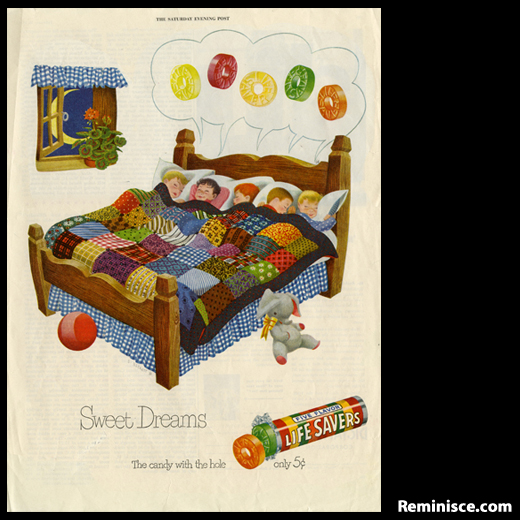 THE SATURDAY EVENING POST
Sweet Dreams
FIVE FLAVOR
LIFE SAVERS
The candy with the hole only 5¢
Reminisce.com